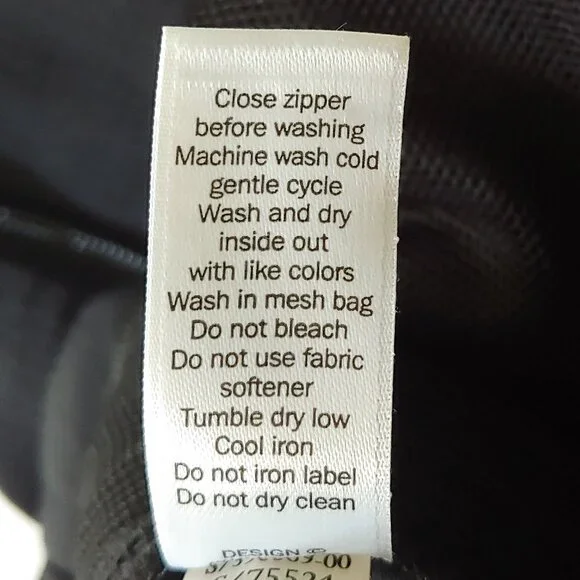 Close zipper
before washing
Machine wash cold
gentle cycle
Wash and dry
inside out
with like colors
Wash in mesh bag
Do not bleach
Do not use fabric
softener
Tumble dry low
Cool iron
Do not iron label
Do not dry clean
DESIGN ©